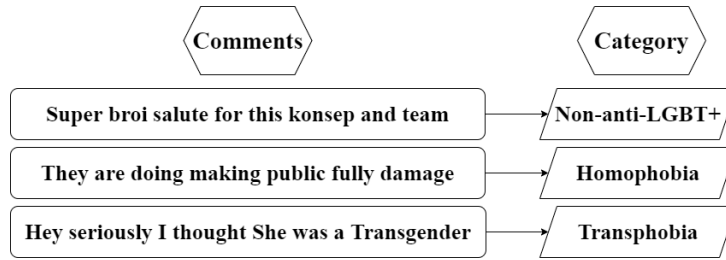 Comments Category
Super broi salute for this konsep and team Non-anti-LGBT+
They are doing making public fully damage Homophobia
Hey seriously I thought She was a Transgender Transphobia